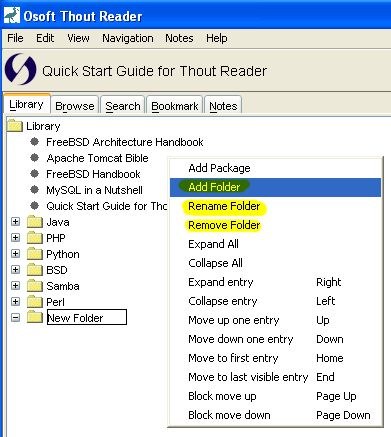 Osoft Thout Reader
File Edit View Navigation Notes Help
Quick Start Guide for Thout Reader
Library Browse Search Bookmark Notes
Library
FreeBSD Architecture Handbook
Apache Tomcat Bible
FreeBSD Handbook
MySQL in a Nutshell
Quick Start Guide for Tho
Java
PHP
Python
BSD
Samba
Perl
New Folder
Add Package
Add Folder
Rename Folder
Remove Folder
Expand All
Collapse All
Expand entry Right
Collapse entry Left
Move up one entry Up
Move down one entry Down
Move to first entry Home
Move to last visible entry End
Block move up Page Up
Block move down Page Down